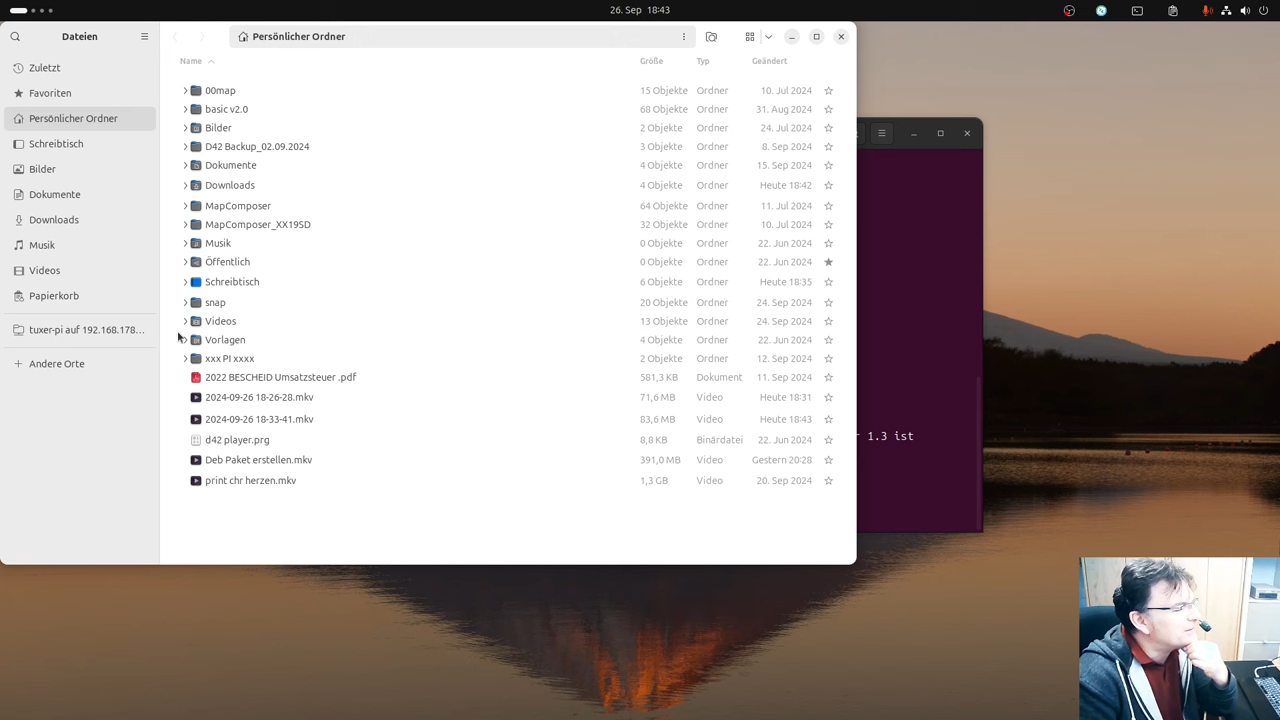 26. Sep 18:43
Dateien
Persönlicher Ordner
Name
Größe
Typ
Geändert
Zuletzt
Favoriten
Persönlicher Ordner
Schreibtisch
Bilder
Dokumente
Downloads
Musik
Videos
Papierkorb
tuxer-pi auf 192.168.178...
Andere Orte
00map 15 Objekte Ordner 10. Jul 2024
basic v2.0 68 Objekte Ordner 31. Aug 2024
Bilder 2 Objekte Ordner 24. Jul 2024
D42 Backup_02.09.2024 3 Objekte Ordner 8. Sep 2024
Dokumente 4 Objekte Ordner 15. Sep 2024
Downloads 4 Objekte Ordner Heute 18:42
MapComposer 64 Objekte Ordner 11. Jul 2024
MapComposer_XX19SD 32 Objekte Ordner 10. Jul 2024
Musik 0 Objekte Ordner 22. Jun 2024
Öffentlich 0 Objekte Ordner 22. Jun 2024
Schreibtisch 6 Objekte Ordner Heute 18:35
snap 20 Objekte Ordner 24. Sep 2024
Videos 13 Objekte Ordner 24. Sep 2024
Vorlagen 4 Objekte Ordner 22. Jun 2024
xxx PI xxxx 2 Objekte Ordner 12. Sep 2024
2022 BESCHEID Umsatzsteuer .pdf 581,3 KB Dokument 11. Sep 2024
2024-09-26 18-26-28.mkv 71,6 MB Video Heute 18:31
2024-09-26 18-33-41.mkv 83,6 MB Video Heute 18:43
d42 player.prg 8,8 KB Binärdatei 22. Jun 2024
Deb Paket erstellen.mkv 391,0 MB Video Gestern 20:28
print chr herzen.mkv 1,3 GB Video 20. Sep 2024
1.3 ist